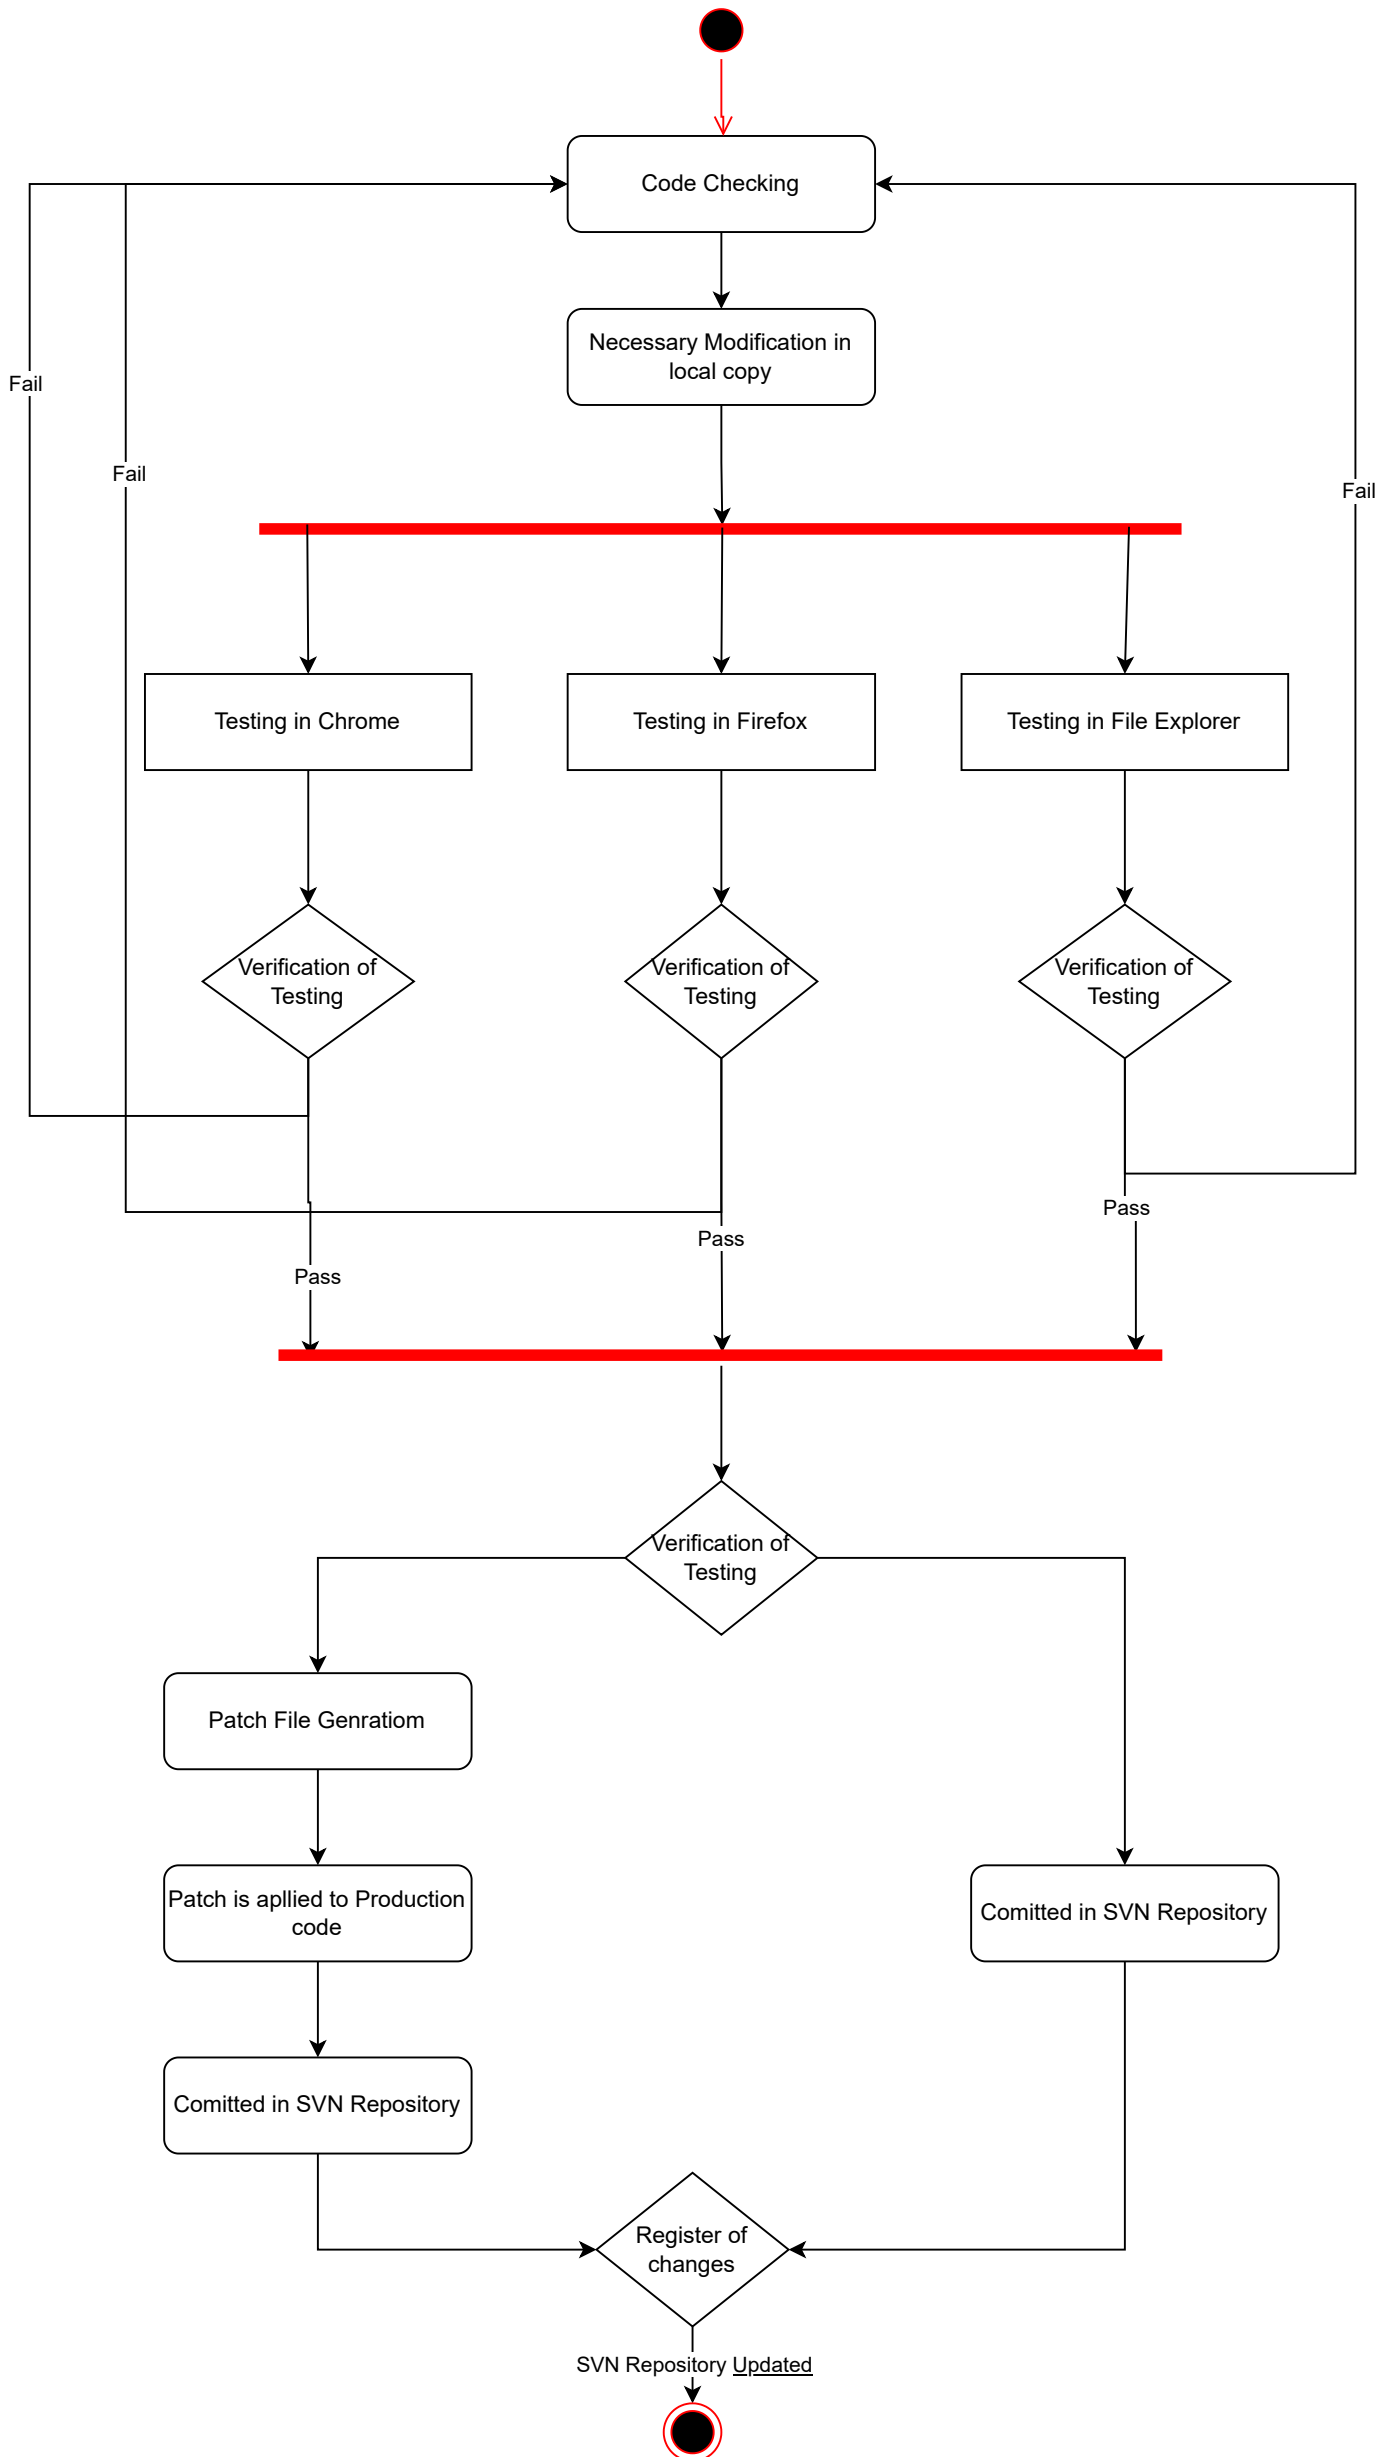 Code Checking
Necessary Modification in
local copy
Fail
Fail
Fail
Testing in Chrome
Testing in Firefox
Testing in File Explorer
Verification of
Testing
Verification of
Testing
Verification of
Testing
Pass
Pass
Pass
Verification of
Testing
Patch File Genratiom
Patch is apllied to Production
code
Comitted in SVN Repository
Comitted in SVN Repository
Register of
changes
SVN Repository Updated